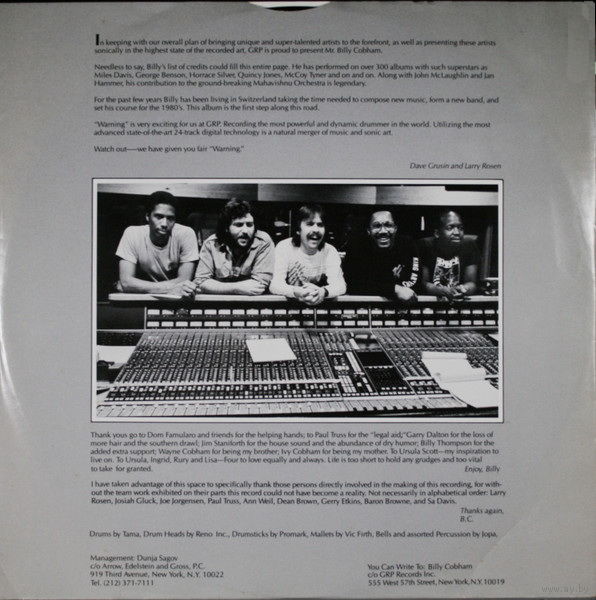 In keeping with our overall plan of bringing unique and super-talented artists to the forefront, as well as presenting these artists
sonically in the highest state of the recorded art, GRP is proud to present Mr. Billy Cobham.
Needless to say, Billy's list of credits could fill this entire page. He has performed on over 300 albums with such superstars as
Miles Davis, George Benson, Horrace Silver, Quincy Jones, McCoy Tyner and on and on. Along with John McLaughlin and Jan
Hammer, his contribution to the ground-breaking Mahavishnu Orchestra is legendary.
For the past few years Billy has been living in Switzerland taking the time needed to compose new music, form a new band, and
set his course for the 1980's. This album is the first step along this road.
"Warning" is very exciting for us at GRP. Recording the most powerful and dynamic drummer in the world. Utilizing the most
advanced state-of-the-art 24-track digital technology is a natural merger of music and sonic art.
Watch out—we have given you fair "Warning."
Dave Grusin and Larry Rosen
Thank yous go to Dom Famularo and friends for the helping hands; to Paul Truss for the "legal aid;" Garry Dalton for the loss of
more hair and the southern drawl; Jim Staniforth for the house sound and the abundance of dry humor; Billy Thompson for the
added extra support; Wayne Cobham for being my brother; Ivy Cobham for being my mother. To Ursula Scott—my inspiration to
live on. To Ursula, Ingrid, Rury and Lisa—Four to love equally and always. Life is too short to hold any grudges and too vital
to take for granted.
Enjoy, Billy
I have taken advantage of this space to specifically thank those persons directly involved in the making of this recording, for with-
out the team work exhibited on their parts this record could not have become a reality. Not necessarily in alphabetical order: Larry
Rosen, Josiah Gluck, Joe Jorgensen, Paul Truss, Ann Weil, Dean Brown, Gerry Etkins, Baron Browne, and Sa Davis.
Thanks again,
B.C.
Drums by Tama, Drum Heads by Reno Inc., Drumsticks by Promark, Mallets by Vic Firth, Bells and assorted Percussion by Jopa.
Management: Dunja Sagov
c/o Arrow, Edelstein and Gross, P.C.
919 Third Avenue, New York, N.Y. 10022
Tel. (212) 371-7111
You Can Write To: Billy Cobham
c/o GRP Records Inc.
555 West 57th Street, New York, N.Y. 10019